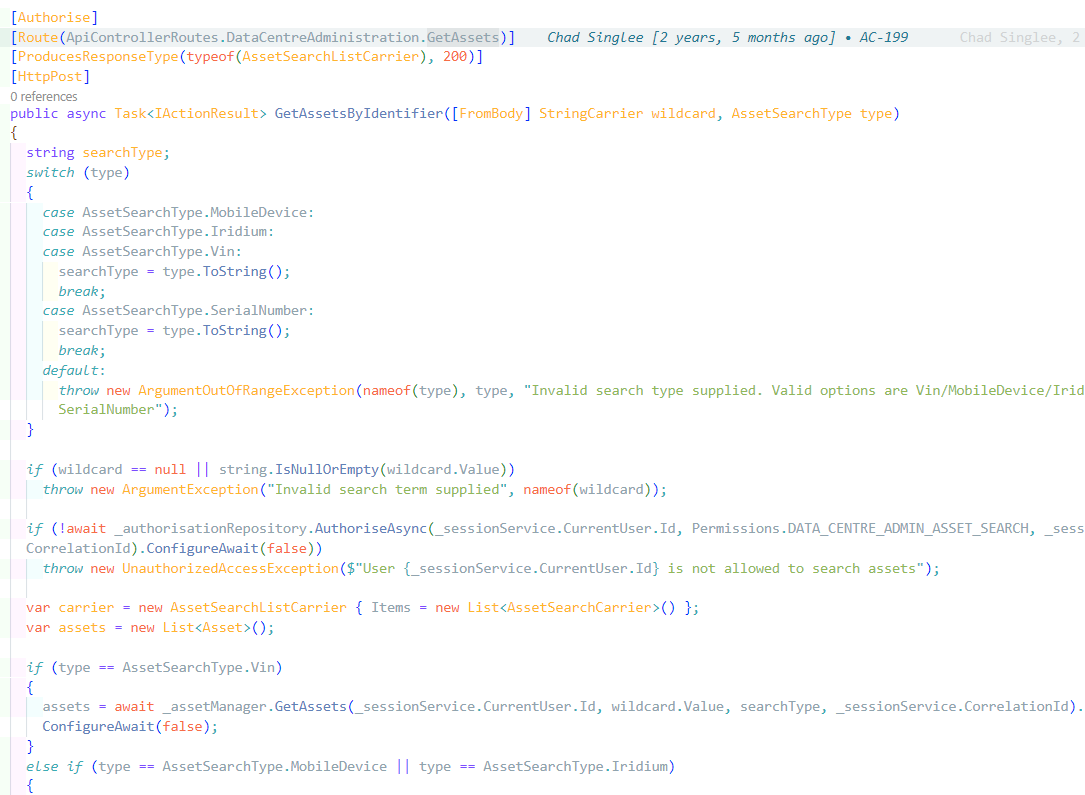 [Authorise]
[Route(ApiControllerRoutes.DataCentreAdministration.GetAssets)]    Chad Singlee [2 years, 5 months ago] • AC-199    Chad Singlee, 2
[ProducesResponseType(typeof(AssetSearchListCarrier), 200)]
[HttpPost]
0 references
public async Task<IActionResult> GetAssetsByIdentifier([FromBody] StringCarrier wildcard, AssetSearchType type)
{
  string searchType;
  switch (type)
  {
    case AssetSearchType.MobileDevice:
    case AssetSearchType.Iridium:
    case AssetSearchType.Vin:
      searchType = type.ToString();
      break;
    case AssetSearchType.SerialNumber:
      searchType = type.ToString();
      break;
    default:
      throw new ArgumentOutOfRangeException(nameof(type), type, "Invalid search type supplied. Valid options are Vin/MobileDevice/Irid
      SerialNumber");
  }
  if (wildcard == null || string.IsNullOrEmpty(wildcard.Value))
    throw new ArgumentException("Invalid search term supplied", nameof(wildcard));
  if (!await _authorisationRepository.AuthoriseAsync(_sessionService.CurrentUser.Id, Permissions.DATA_CENTRE_ADMIN_ASSET_SEARCH, _sess
  CorrelationId).ConfigureAwait(false))
    throw new UnauthorizedAccessException($"User {_sessionService.CurrentUser.Id} is not allowed to search assets");
  var carrier = new AssetSearchListCarrier { Items = new List<AssetSearchCarrier>() };
  var assets = new List<Asset>();
  if (type == AssetSearchType.Vin)
  {
    assets = await _assetManager.GetAssets(_sessionService.CurrentUser.Id, wildcard.Value, searchType, _sessionService.CorrelationId).
    ConfigureAwait(false);
  }
  else if (type == AssetSearchType.MobileDevice || type == AssetSearchType.Iridium)
  {